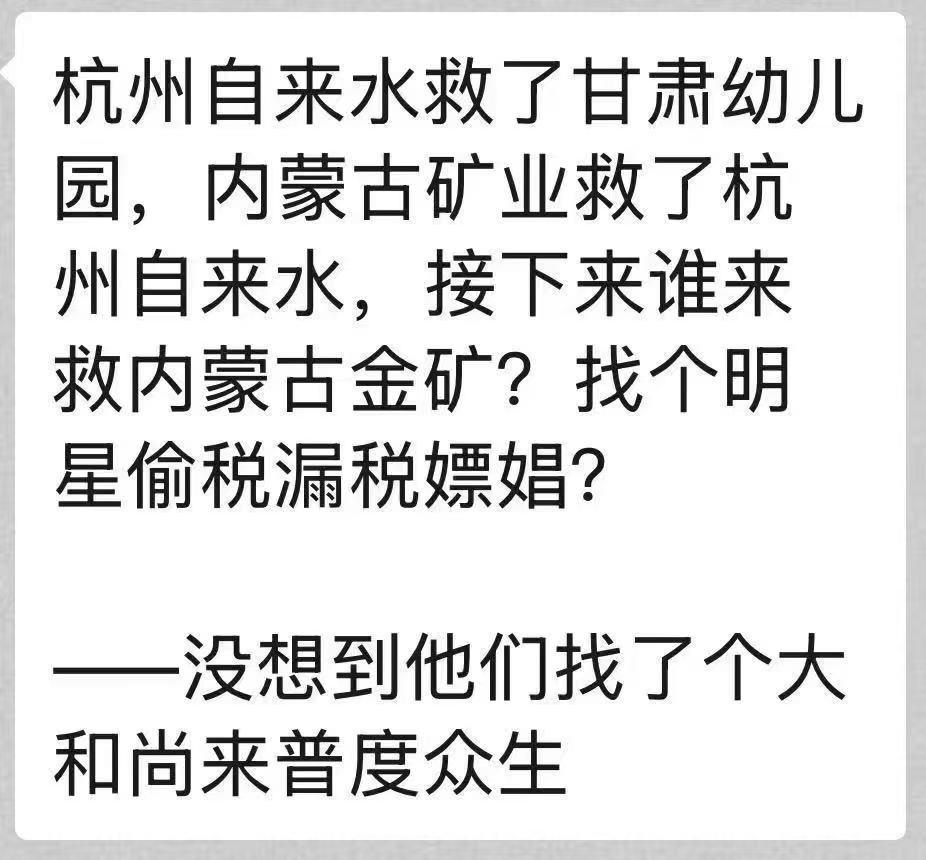 杭州自来水救了甘肃幼儿
园，内蒙古矿业救了杭
州自来水，接下来谁来
救内蒙古金矿？找个明
星偷税漏税嫖娼？
——没想到他们找了个大
和尚来普度众生